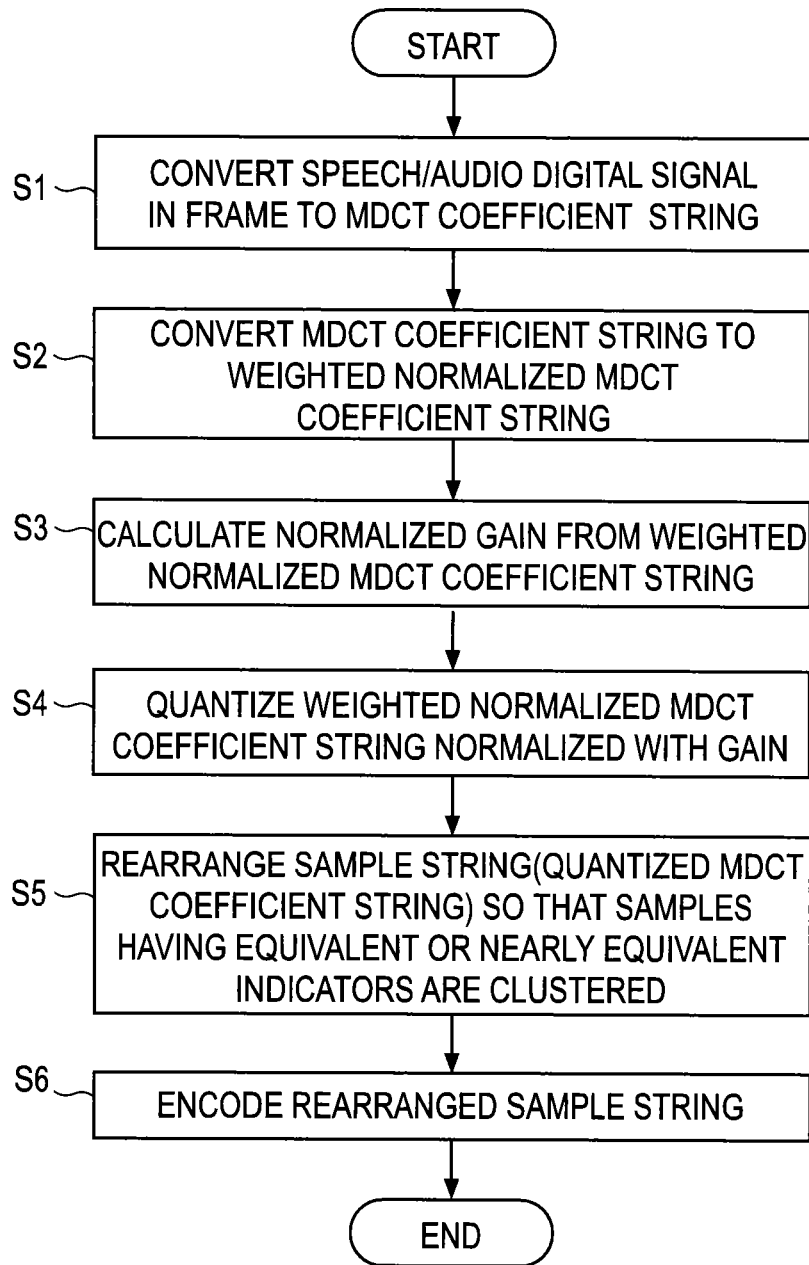 START
S1
CONVERT SPEECH/AUDIO DIGITAL SIGNAL
IN FRAME TO MDCT COEFFICIENT STRING
S2
CONVERT MDCT COEFFICIENT STRING TO
WEIGHTED NORMALIZED MDCT
COEFFICIENT STRING
S3
CALCULATE NORMALIZED GAIN FROM WEIGHTED
NORMALIZED MDCT COEFFICIENT STRING
S4
QUANTIZE WEIGHTED NORMALIZED MDCT
COEFFICIENT STRING NORMALIZED WITH GAIN
S5
REARRANGE SAMPLE STRING(QUANTIZED MDCT
COEFFICIENT STRING) SO THAT SAMPLES
HAVING EQUIVALENT OR NEARLY EQUIVALENT
INDICATORS ARE CLUSTERED
S6
ENCODE REARRANGED SAMPLE STRING
END